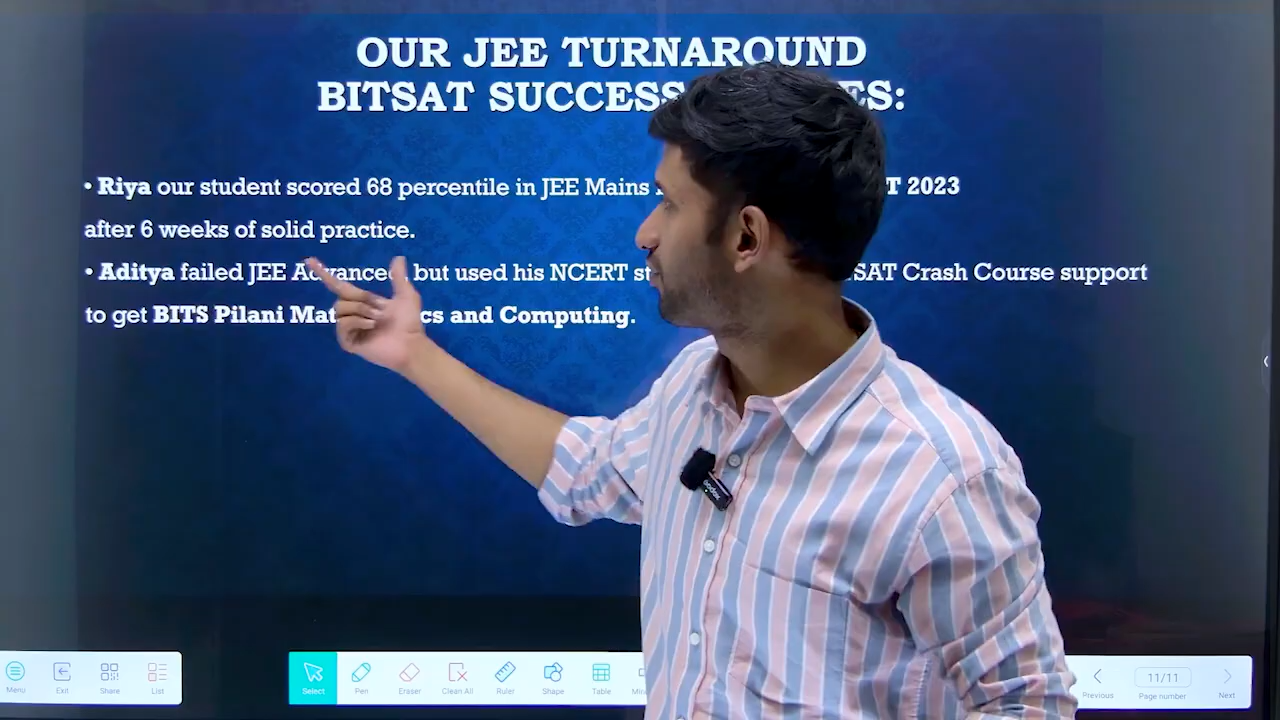 OUR JEE TURNAROUND
BITSAT SUCCESS ES:
• Riya our student scored 68 percentile in JEE Mains T 2023
after 6 weeks of solid practice.
• Aditya failed JEE Advanced but used his NCERT st SAT Crash Course support
to get BITS Pilani Mat cs and Computing.
Godox
Menu Exit Share List Select Pen Eraser Clean All Ruler Shape Table 11/11 Previous Page number Next